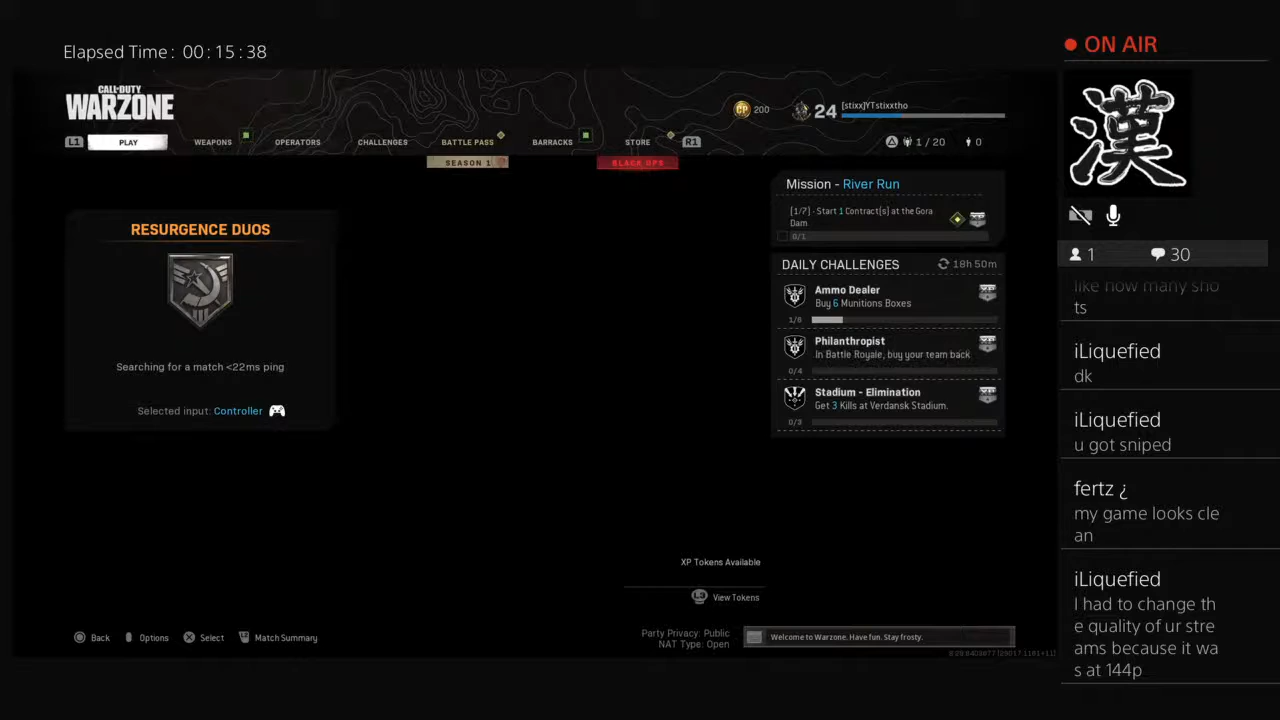 Elapsed Time: 00:15:38
ON AIR
CALL OF DUTY
WARZONE
CP 200
24
[stixx]YTstixxtho
L1
PLAY
WEAPONS
OPERATORS
CHALLENGES
BATTLE PASS
BARRACKS
STORE
R1
1 / 20
0
SEASON 1
BLACK OPS
漢
Mission - River Run
[1/7] - Start 1 Contract[s] at the Gora
Dam
0/1
RESURGENCE DUOS
Searching for a match <22ms ping
Selected input: Controller
DAILY CHALLENGES
18h 50m
Ammo Dealer
Buy 6 Munitions Boxes
1/6
Philanthropist
In Battle Royale, buy your team back
0/4
Stadium - Elimination
Get 3 Kills at Verdansk Stadium.
0/3
XP Tokens Available
View Tokens
Back
Options
Select
Match Summary
Party Privacy: Public
NAT Type: Open
Welcome to Warzone. Have fun. Stay frosty.
1
30
like how many sho
ts
iLiquefied
dk
iLiquefied
u got sniped
fertz ¿
my game looks cle
an
iLiquefied
I had to change th
e quality of ur stre
ams because it wa
s at 144p